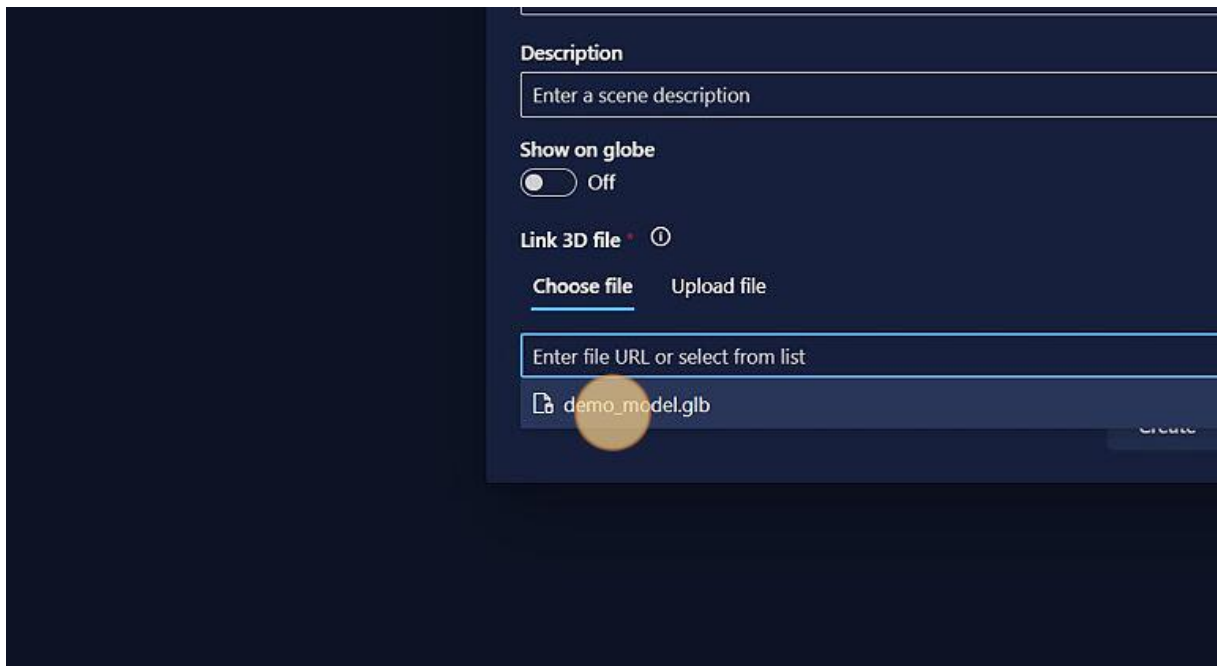 Description
Enter a scene description
Show on globe
Off
Link 3D file *
Choose file Upload file
Enter file URL or select from list
demo_model.glb
Create